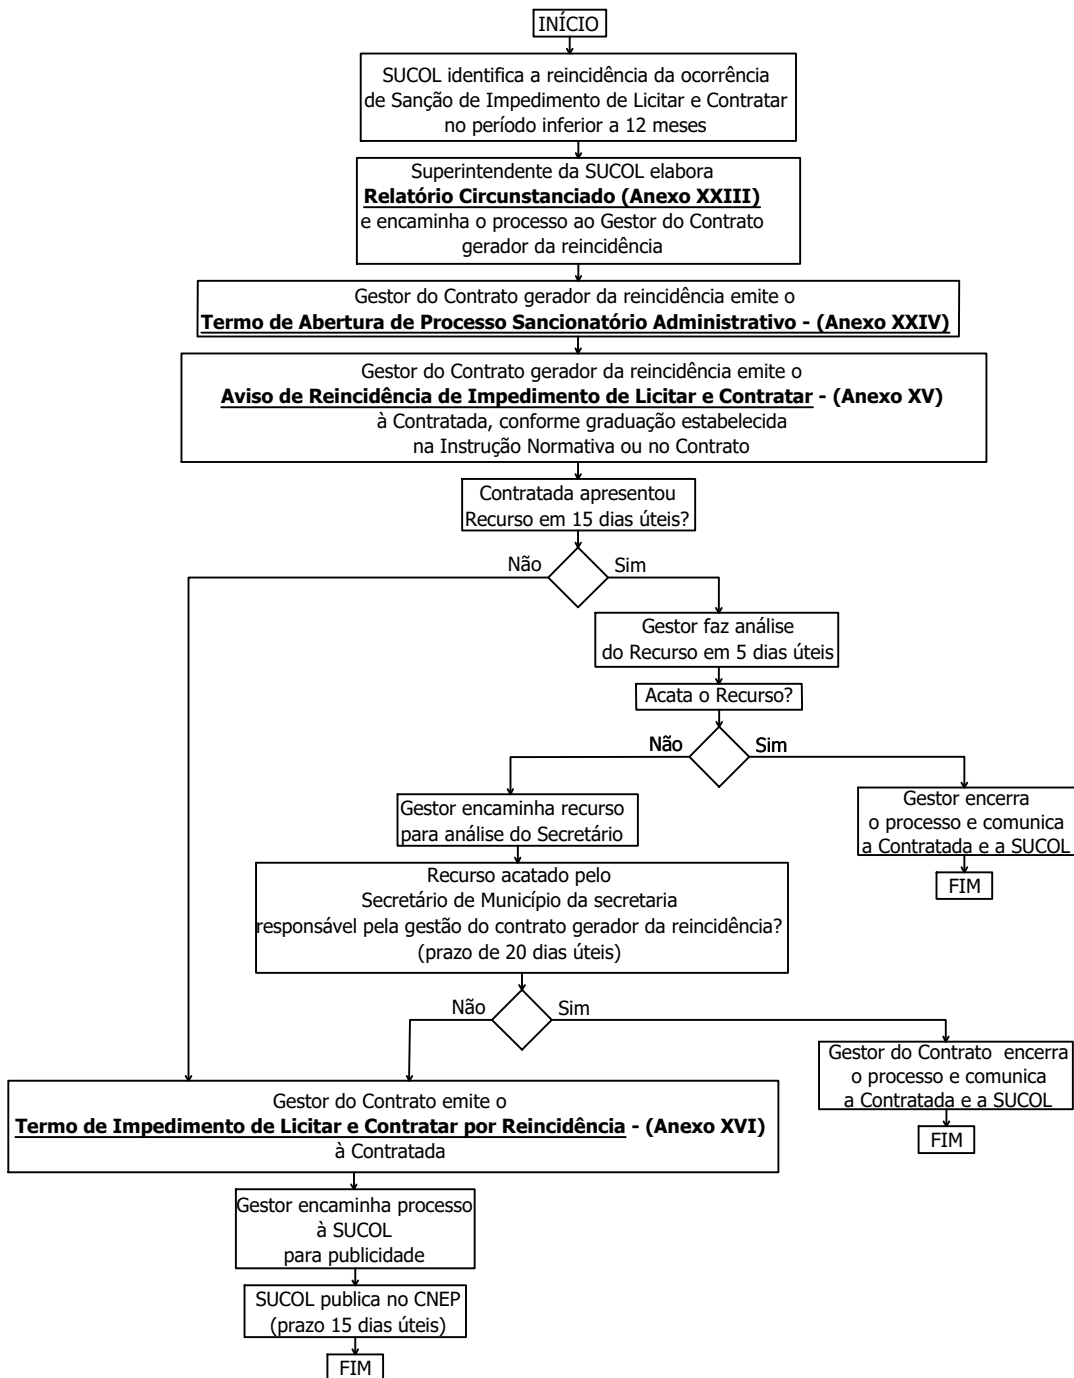 INÍCIO
SUCOL identifica a reincidência da ocorrência
de Sanção de Impedimento de Licitar e Contratar
no período inferior a 12 meses
Superintendente da SUCOL elabora
Relatório Circunstanciado (Anexo XXIII)
e encaminha o processo ao Gestor do Contrato
gerador da reincidência
Gestor do Contrato gerador da reincidência emite o
Termo de Abertura de Processo Sancionatório Administrativo - (Anexo XXIV)
Gestor do Contrato gerador da reincidência emite o
Aviso de Reincidência de Impedimento de Licitar e Contratar - (Anexo XV)
à Contratada, conforme graduação estabelecida
na Instrução Normativa ou no Contrato
Contratada apresentou
Recurso em 15 dias úteis?
Não
Sim
Gestor faz análise
do Recurso em 5 dias úteis
Acata o Recurso?
Não
Sim
Gestor encaminha recurso
para análise do Secretário
Gestor encerra
o processo e comunica
a Contratada e a SUCOL
FIM
Recurso acatado pelo
Secretário de Município da secretaria
responsável pela gestão do contrato gerador da reincidência?
(prazo de 20 dias úteis)
Não
Sim
Gestor do Contrato encerra
o processo e comunica
a Contratada e a SUCOL
FIM
Gestor do Contrato emite o
Termo de Impedimento de Licitar e Contratar por Reincidência - (Anexo XVI)
à Contratada
Gestor encaminha processo
à SUCOL
para publicidade
SUCOL publica no CNEP
(prazo 15 dias úteis)
FIM